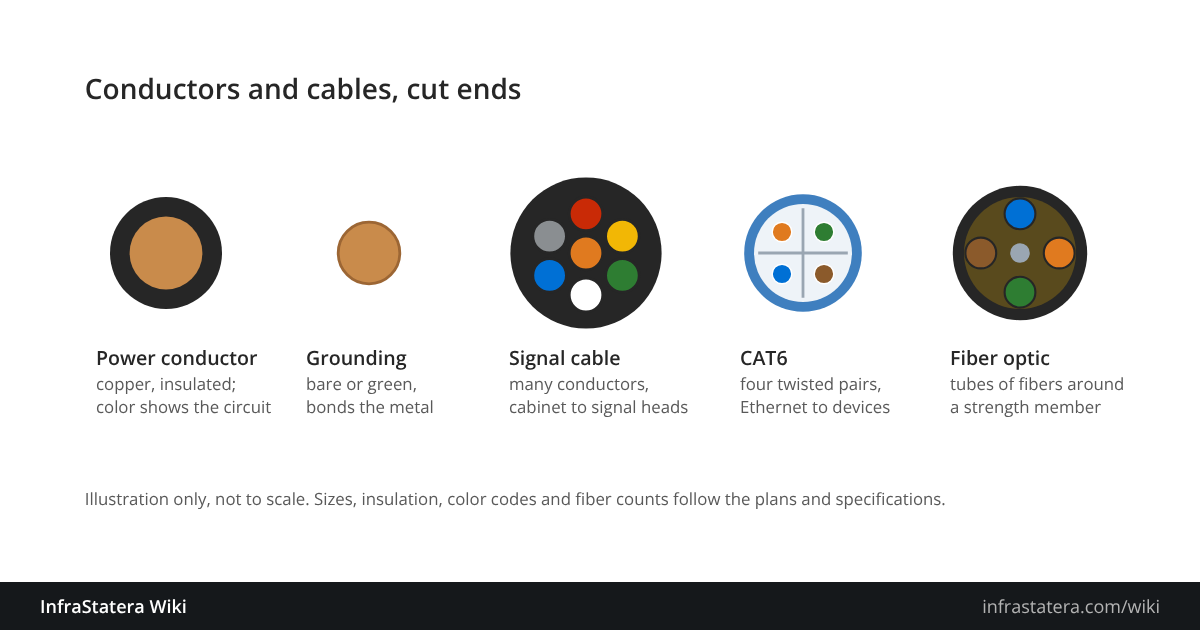 Conductors and cables, cut ends
Power conductor
copper, insulated;
color shows the circuit
Grounding
bare or green,
bonds the metal
Signal cable
many conductors,
cabinet to signal heads
CAT6
four twisted pairs,
Ethernet to devices
Fiber optic
tubes of fibers around
a strength member
Illustration only, not to scale. Sizes, insulation, color codes and fiber counts follow the plans and specifications.
InfraStatera Wiki
infrastatera.com/wiki